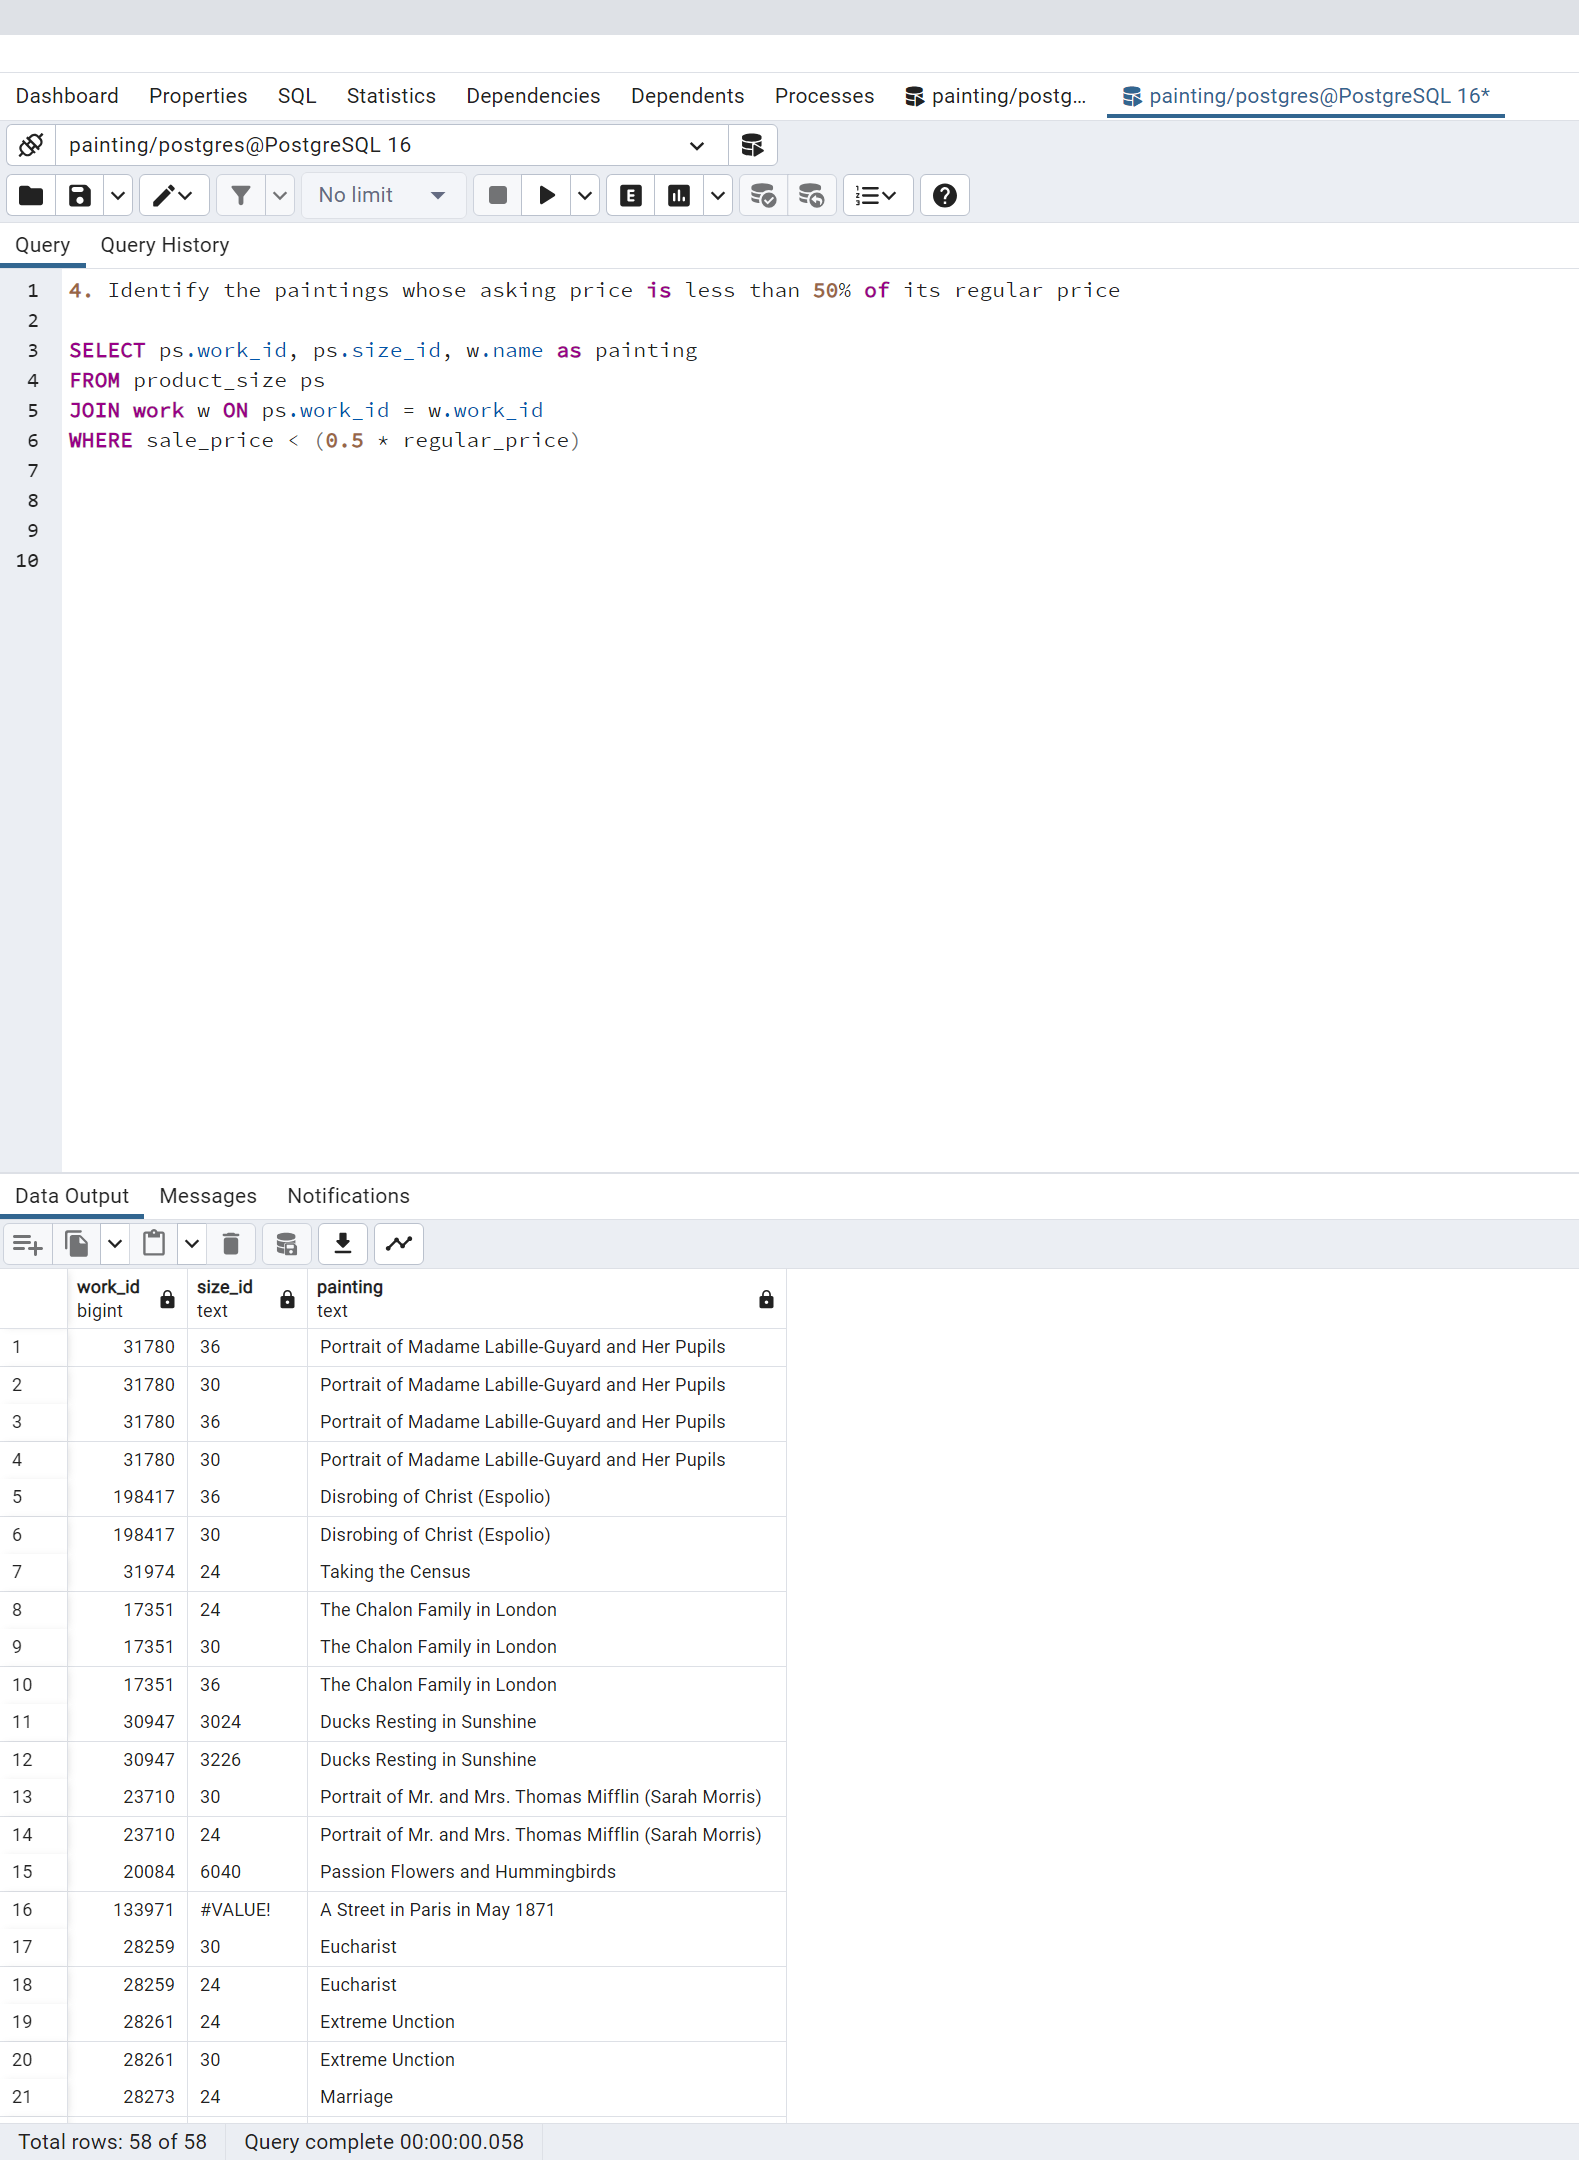 Dashboard Properties SQL Statistics Dependencies Dependents Processes painting/postg... painting/postgres@PostgreSQL 16*
painting/postgres@PostgreSQL 16
No limit E
Query Query History
1 4. Identify the paintings whose asking price is less than 50% of its regular price
2
3 SELECT ps.work_id, ps.size_id, w.name as painting
4 FROM product_size ps
5 JOIN work w ON ps.work_id = w.work_id
6 WHERE sale_price < (0.5 * regular_price)
7
8
9
10
Data Output Messages Notifications
work_id size_id painting
bigint text text
1 31780 36 Portrait of Madame Labille-Guyard and Her Pupils
2 31780 30 Portrait of Madame Labille-Guyard and Her Pupils
3 31780 36 Portrait of Madame Labille-Guyard and Her Pupils
4 31780 30 Portrait of Madame Labille-Guyard and Her Pupils
5 198417 36 Disrobing of Christ (Espolio)
6 198417 30 Disrobing of Christ (Espolio)
7 31974 24 Taking the Census
8 17351 24 The Chalon Family in London
9 17351 30 The Chalon Family in London
10 17351 36 The Chalon Family in London
11 30947 3024 Ducks Resting in Sunshine
12 30947 3226 Ducks Resting in Sunshine
13 23710 30 Portrait of Mr. and Mrs. Thomas Mifflin (Sarah Morris)
14 23710 24 Portrait of Mr. and Mrs. Thomas Mifflin (Sarah Morris)
15 20084 6040 Passion Flowers and Hummingbirds
16 133971 #VALUE! A Street in Paris in May 1871
17 28259 30 Eucharist
18 28259 24 Eucharist
19 28261 24 Extreme Unction
20 28261 30 Extreme Unction
21 28273 24 Marriage
Total rows: 58 of 58 Query complete 00:00:00.058